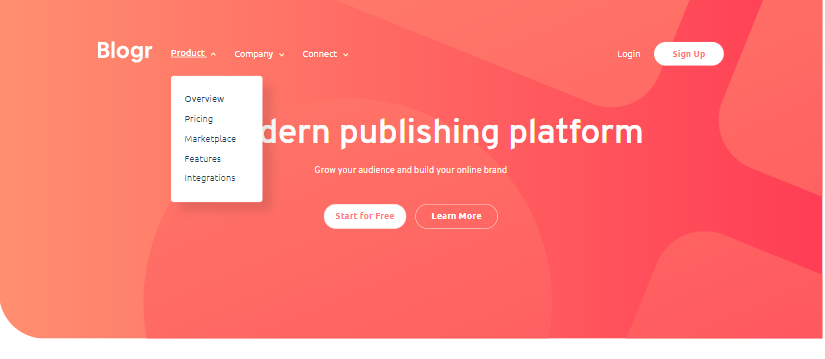 Blogr Product Company Connect Login Sign Up
Overview
Pricing
Marketplace
Features
Integrations
dern publishing platform
Grow your audience and build your online brand
Start for Free Learn More